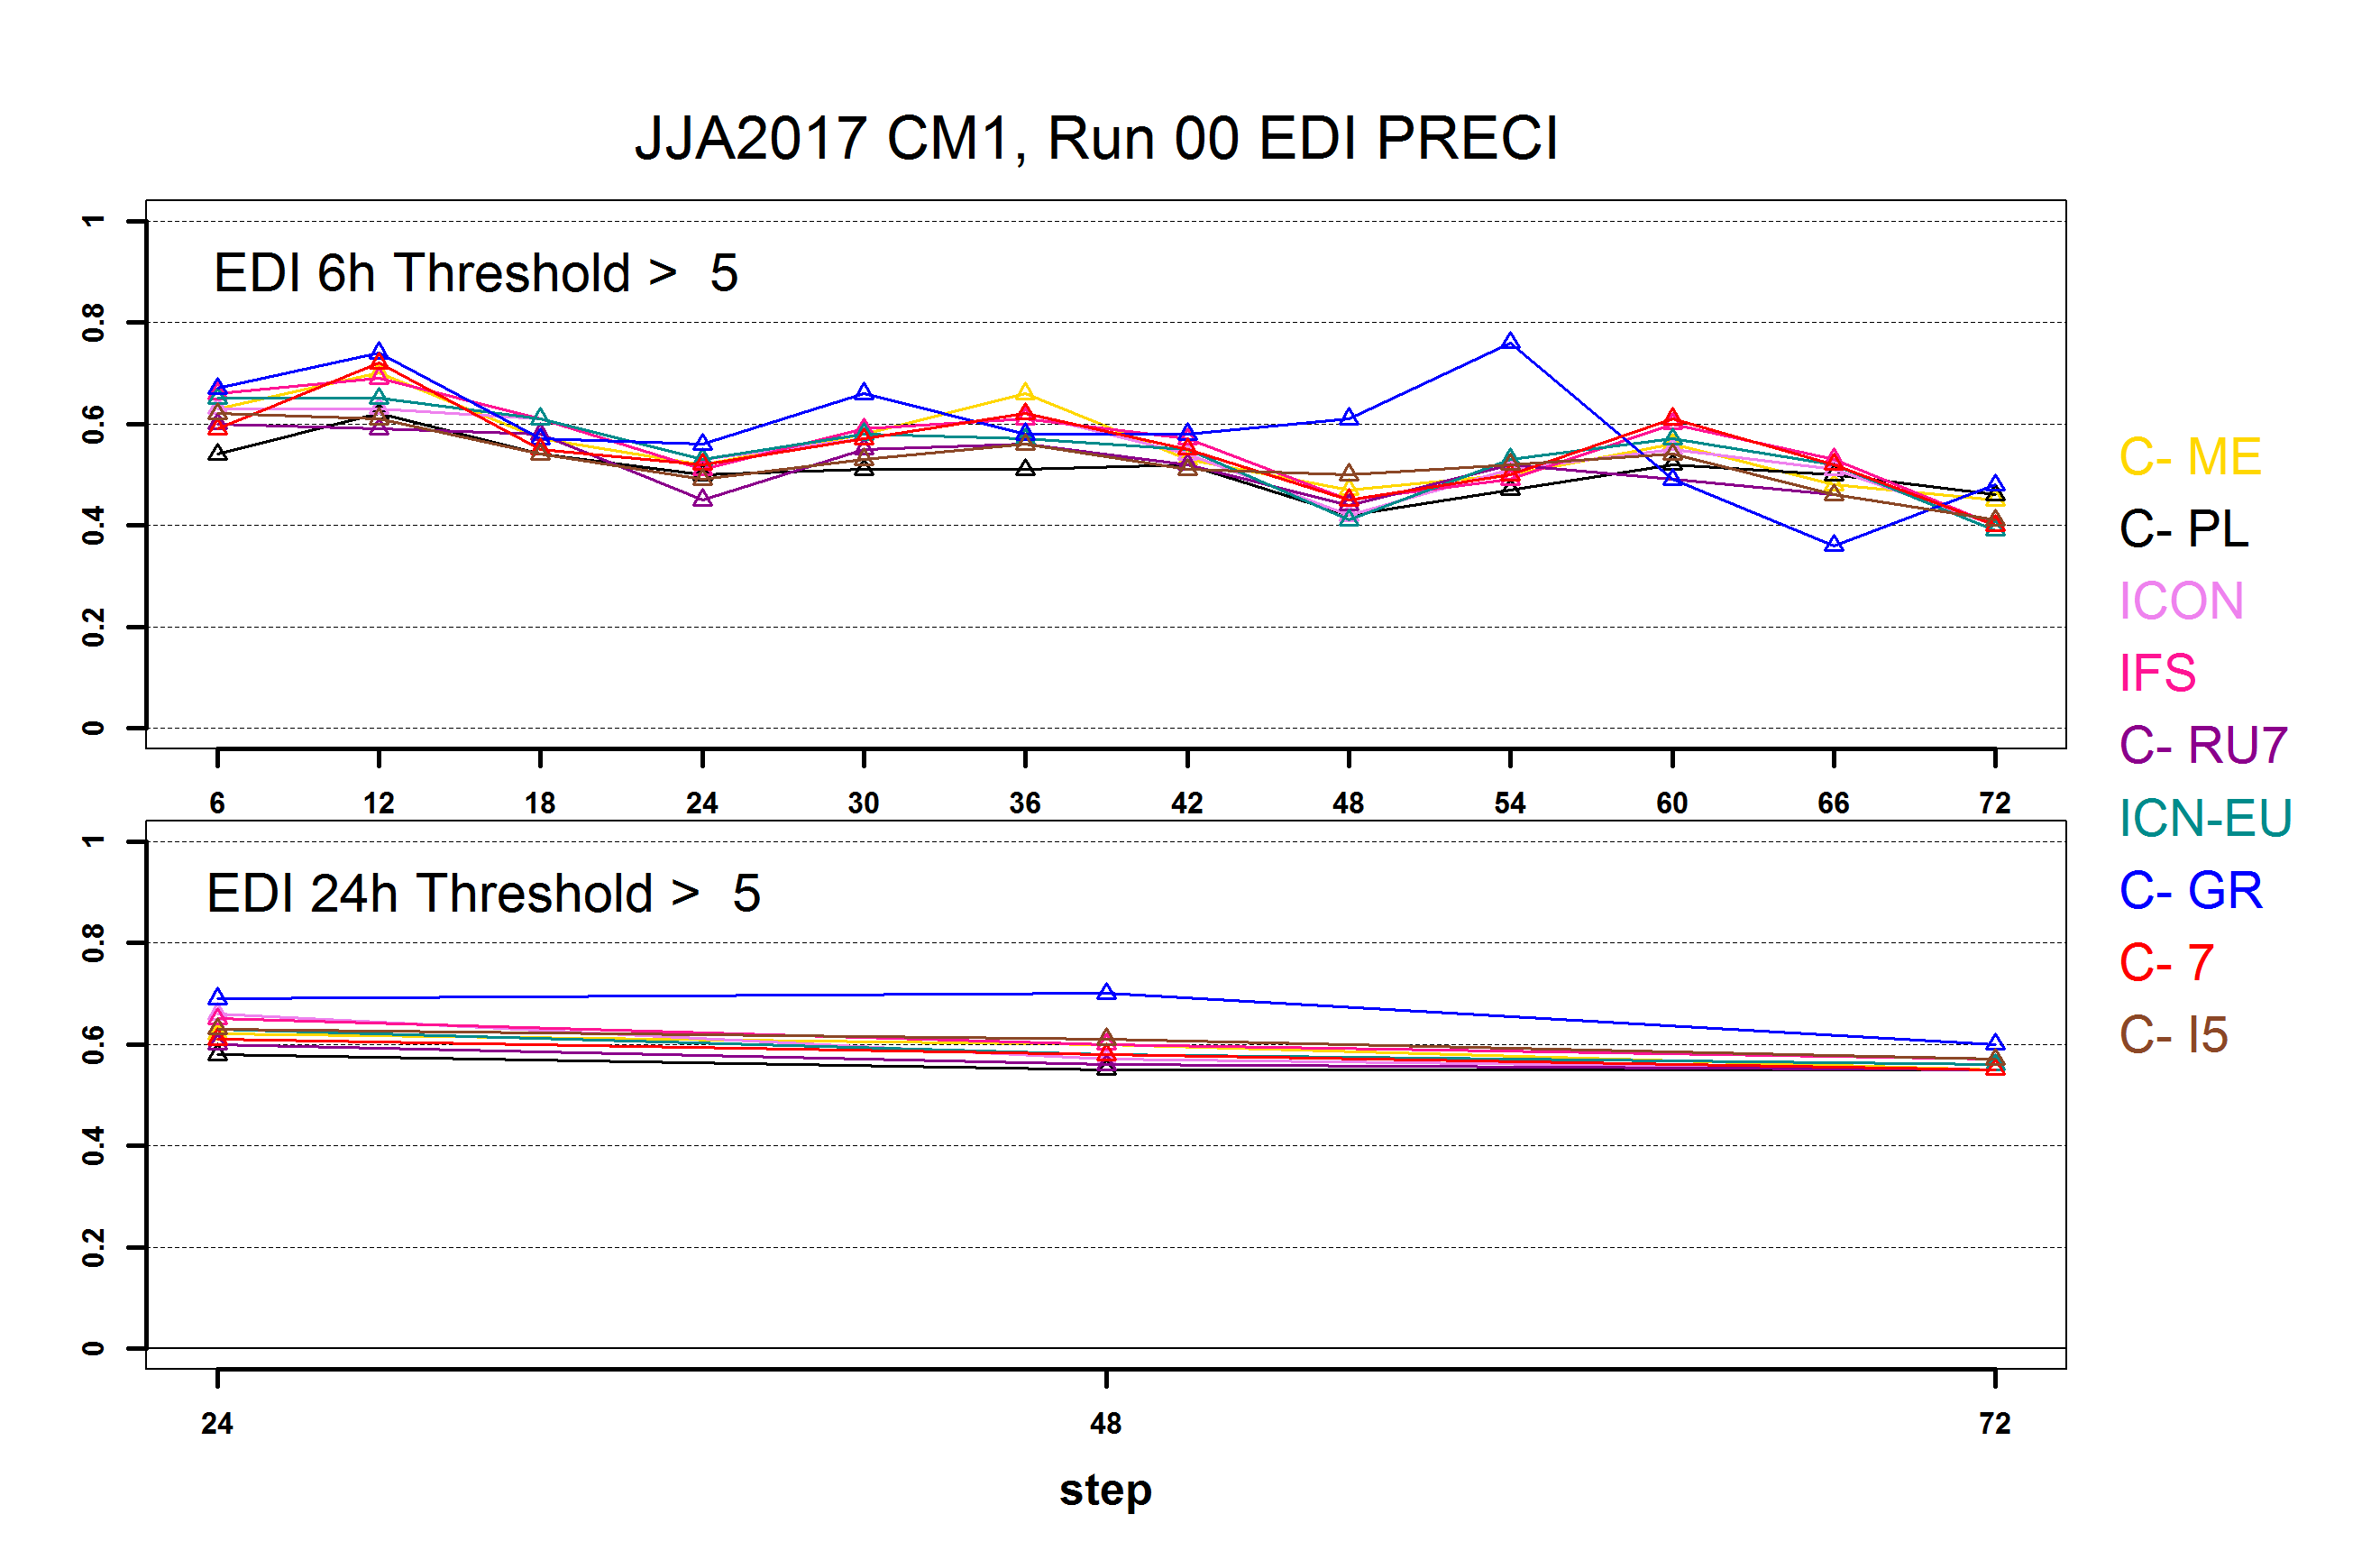 JJA2017 CM1, Run 00 EDI PRECI
EDI 6h Threshold > 5
1
0.8
0.6
0.4
0.2
0
6 12 18 24 30 36 42 48 54 60 66 72
EDI 24h Threshold > 5
1
0.8
0.6
0.4
0.2
0
24 48 72
step
C- ME
C- PL
ICON
IFS
C- RU7
ICN-EU
C- GR
C- 7
C- I5